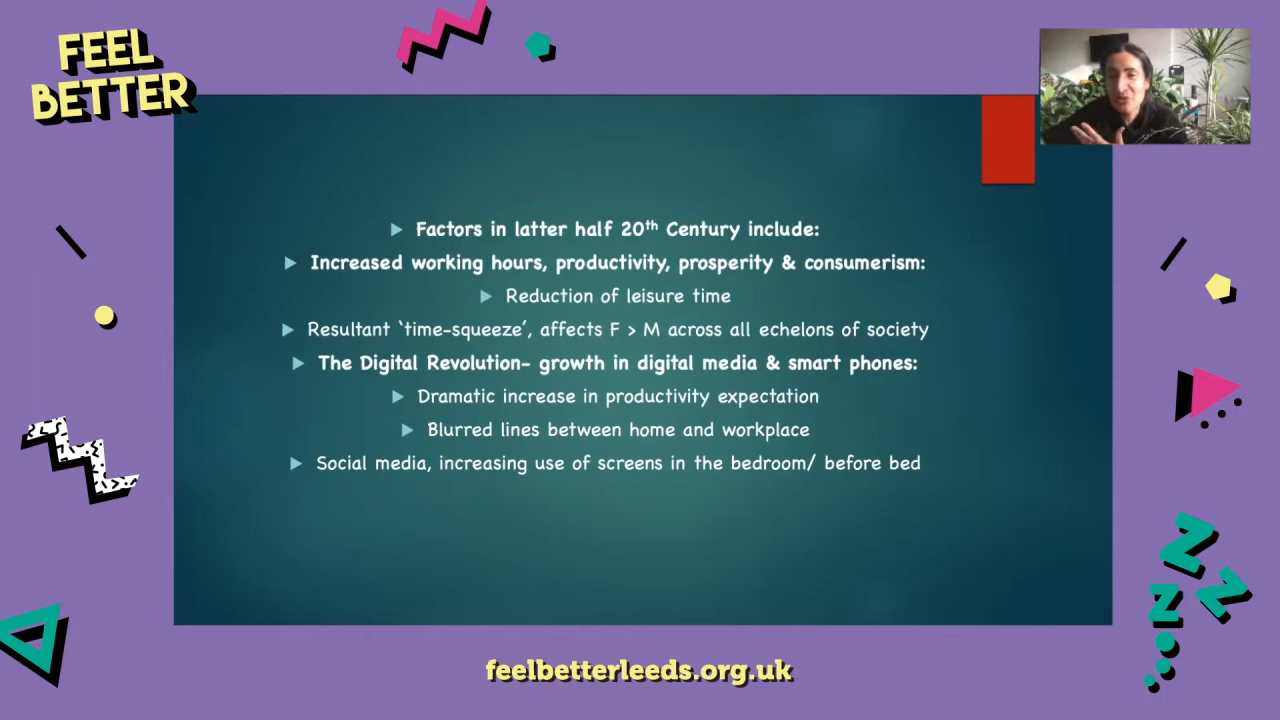 FEEL
BETTER
Factors in latter half 20th Century include:
Increased working hours, productivity, prosperity & consumerism:
Reduction of leisure time
Resultant ‘time-squeeze’, affects F > M across all echelons of society
The Digital Revolution- growth in digital media & smart phones:
Dramatic increase in productivity expectation
Blurred lines between home and workplace
Social media, increasing use of screens in the bedroom/ before bed
Z
Z
Z
feelbetterleeds.org.uk